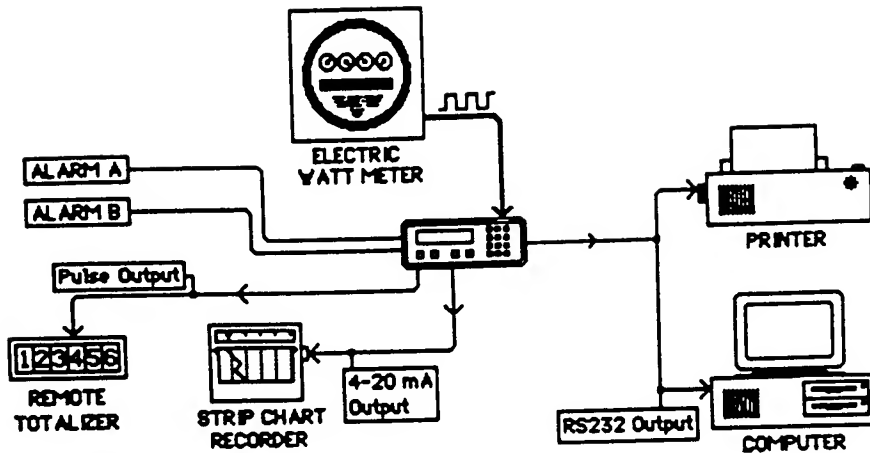 ELECTRIC
WATT METER
ALARM A
ALARM B
PRINTER
Pulse Output
123456
REMOTE
TOTALIZER
STRIP CHART
RECORDER
4-20 mA
Output
RS232 Output
COMPUTER